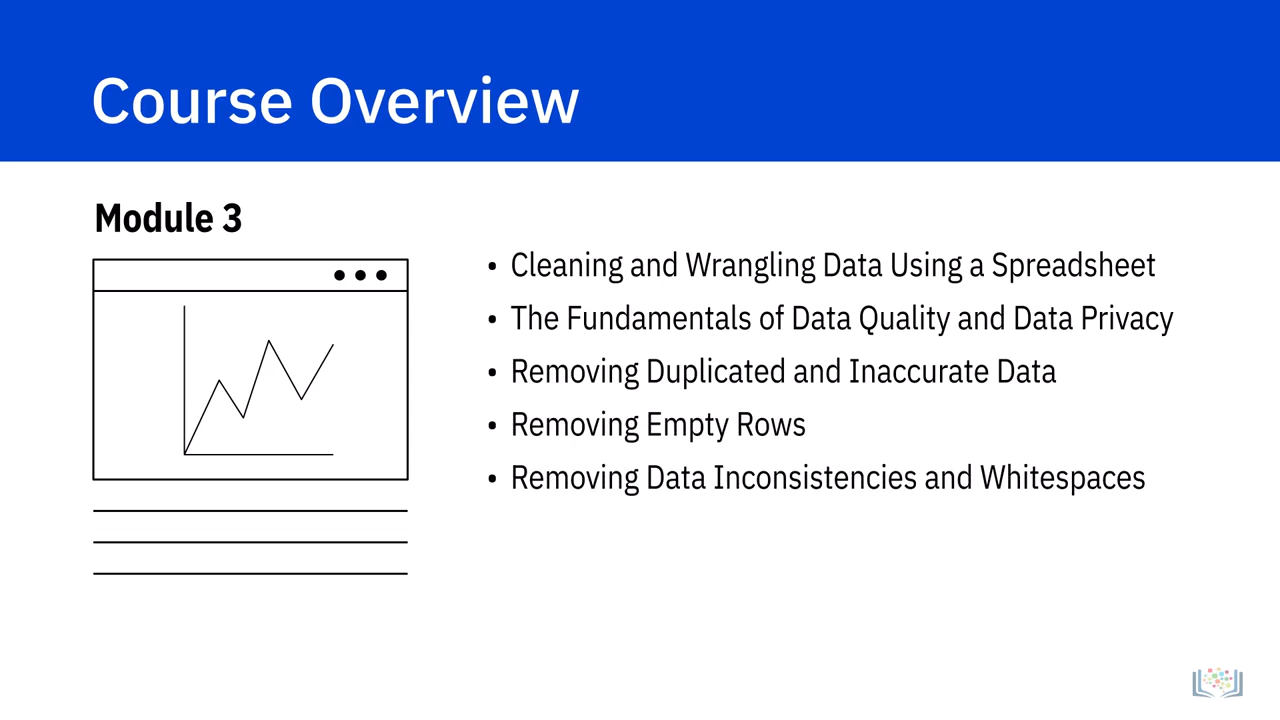 Course Overview
Module 3
• Cleaning and Wrangling Data Using a Spreadsheet
• The Fundamentals of Data Quality and Data Privacy
• Removing Duplicated and Inaccurate Data
• Removing Empty Rows
• Removing Data Inconsistencies and Whitespaces